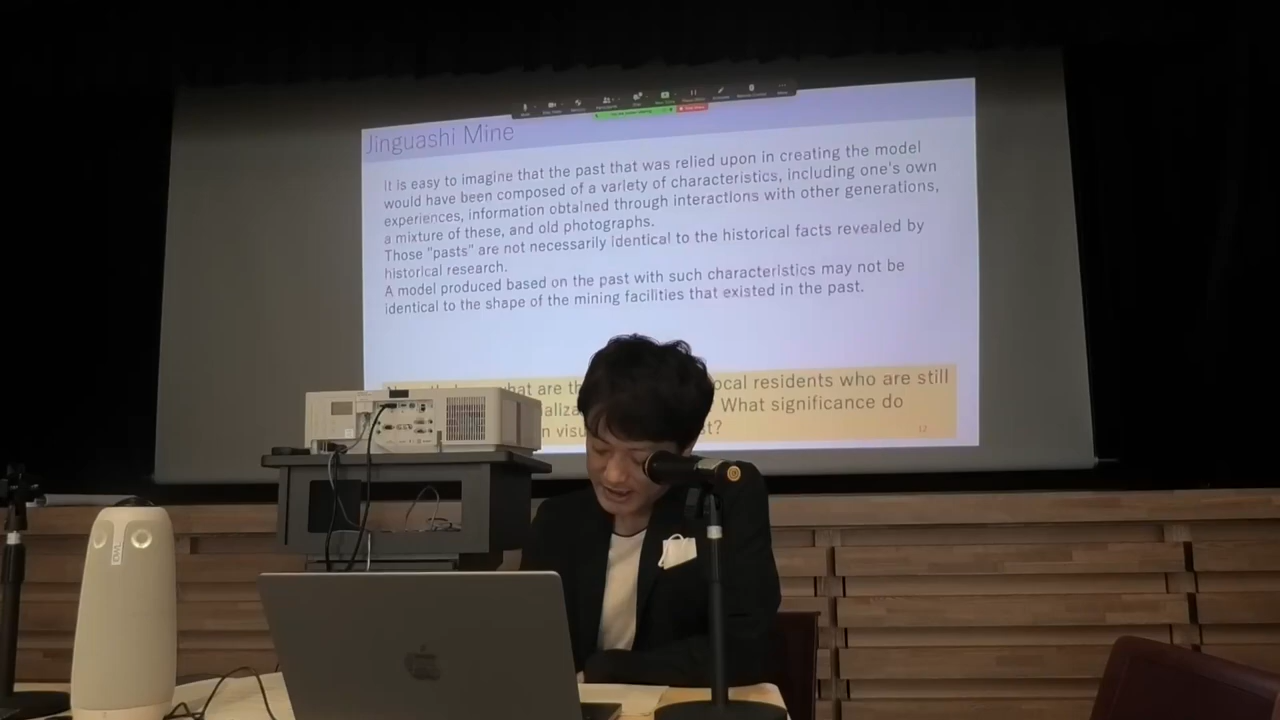 Jinguashi Mine
It is easy to imagine that the past that was relied upon in creating the model
would have been composed of a variety of characteristics, including one's own
experiences, information obtained through interactions with other generations,
a mixture of these, and old photographs.
Those "pasts" are not necessarily identical to the historical facts revealed by
historical research.
A model produced based on the past with such characteristics may not be
identical to the shape of the mining facilities that existed in the past.
what are local residents who are still
What significance do
12
OWL